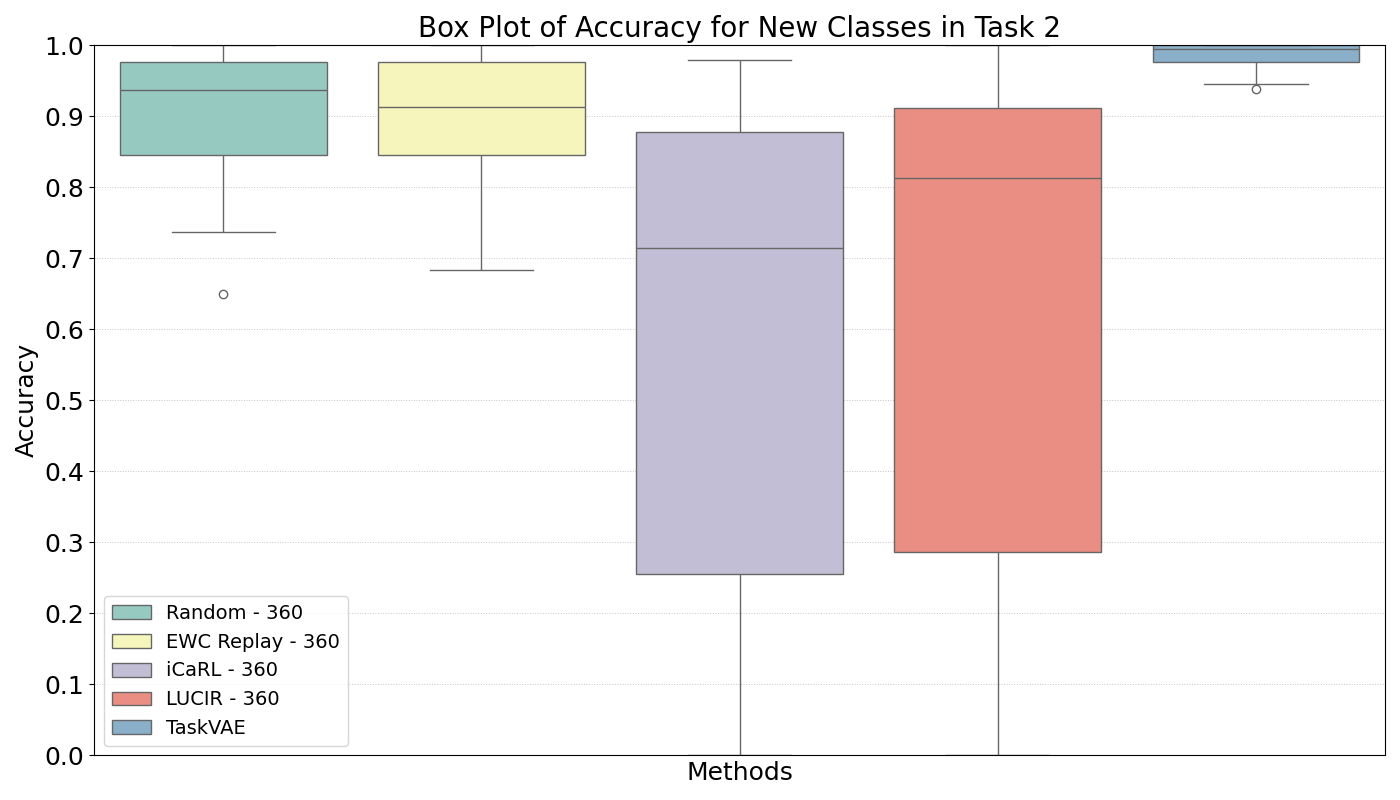 Box Plot of Accuracy for New Classes in Task 2
1.0
0.9
0.8
0.7
0.6
0.5
0.4
0.3
0.2
0.1
0.0
Accuracy
Random - 360
EWC Replay - 360
iCaRL - 360
LUCIR - 360
TaskVAE
Methods